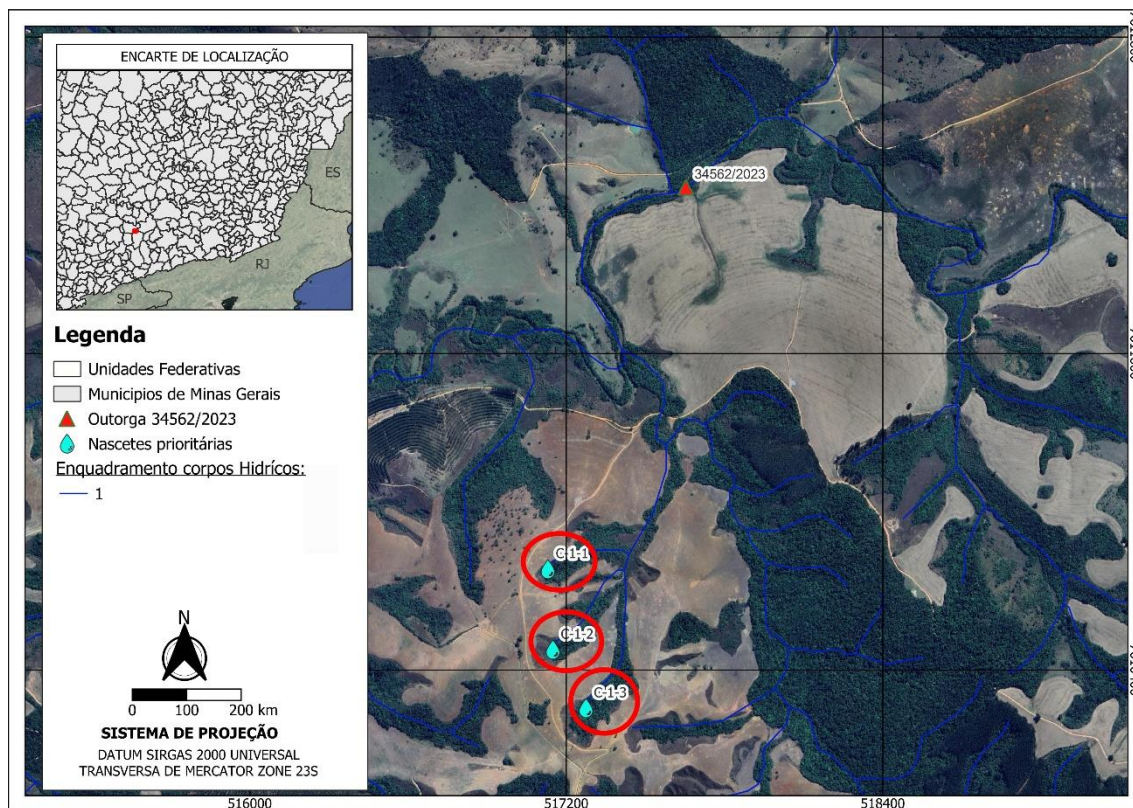 ENCARTE DE LOCALIZAÇÃO
ES
RJ
SP
Legenda
Unidades Federativas
Municipios de Minas Gerais
Outorga 34562/2023
Nascetes prioritárias
Enquadramento corpos Hidrícos:
1
N
0 100 200 km
SISTEMA DE PROJEÇÃO
DATUM SIRGAS 2000 UNIVERSAL
TRANSVERSA DE MERCATOR ZONE 23S
34562/2023
C-1-1
C-1-2
C-1-3
516000 517200 518400